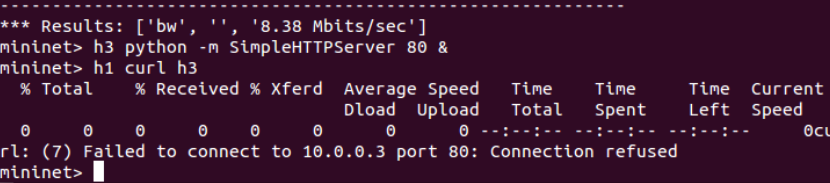 ------------------------------------------------------------
*** Results: ['bw', '', '8.38 Mbits/sec']
mininet> h3 python -m SimpleHTTPServer 80 &
mininet> h1 curl h3
  % Total    % Received % Xferd  Average Speed   Time    Time     Time  Current
                                 Dload  Upload   Total   Spent    Left  Speed
  0     0    0     0    0     0      0      0 --:--:-- --:--:-- --:--:--     0cu
rl: (7) Failed to connect to 10.0.0.3 port 80: Connection refused
mininet>